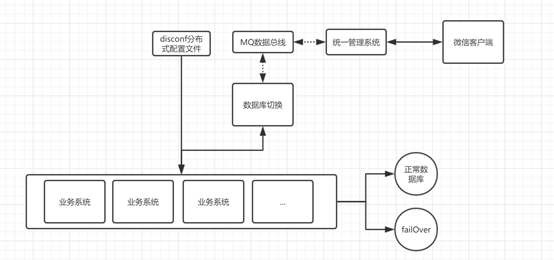 disconf分布
式配置文件
MQ数据总线
统一管理系统
微信客户端
数据库切换
业务系统
业务系统
业务系统
...
正常数
据库
failOver